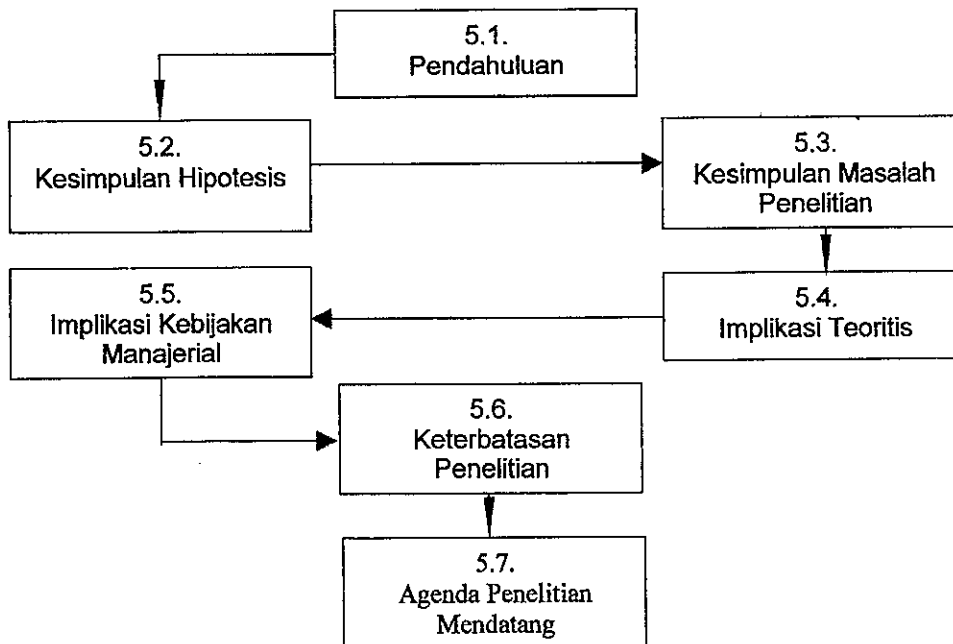 5.1.
Pendahuluan
5.2.
Kesimpulan Hipotesis
5.3.
Kesimpulan Masalah
Penelitian
5.4.
Implikasi Teoritis
5.5.
Implikasi Kebijakan
Manajerial
5.6.
Keterbatasan
Penelitian
5.7.
Agenda Penelitian
Mendatang